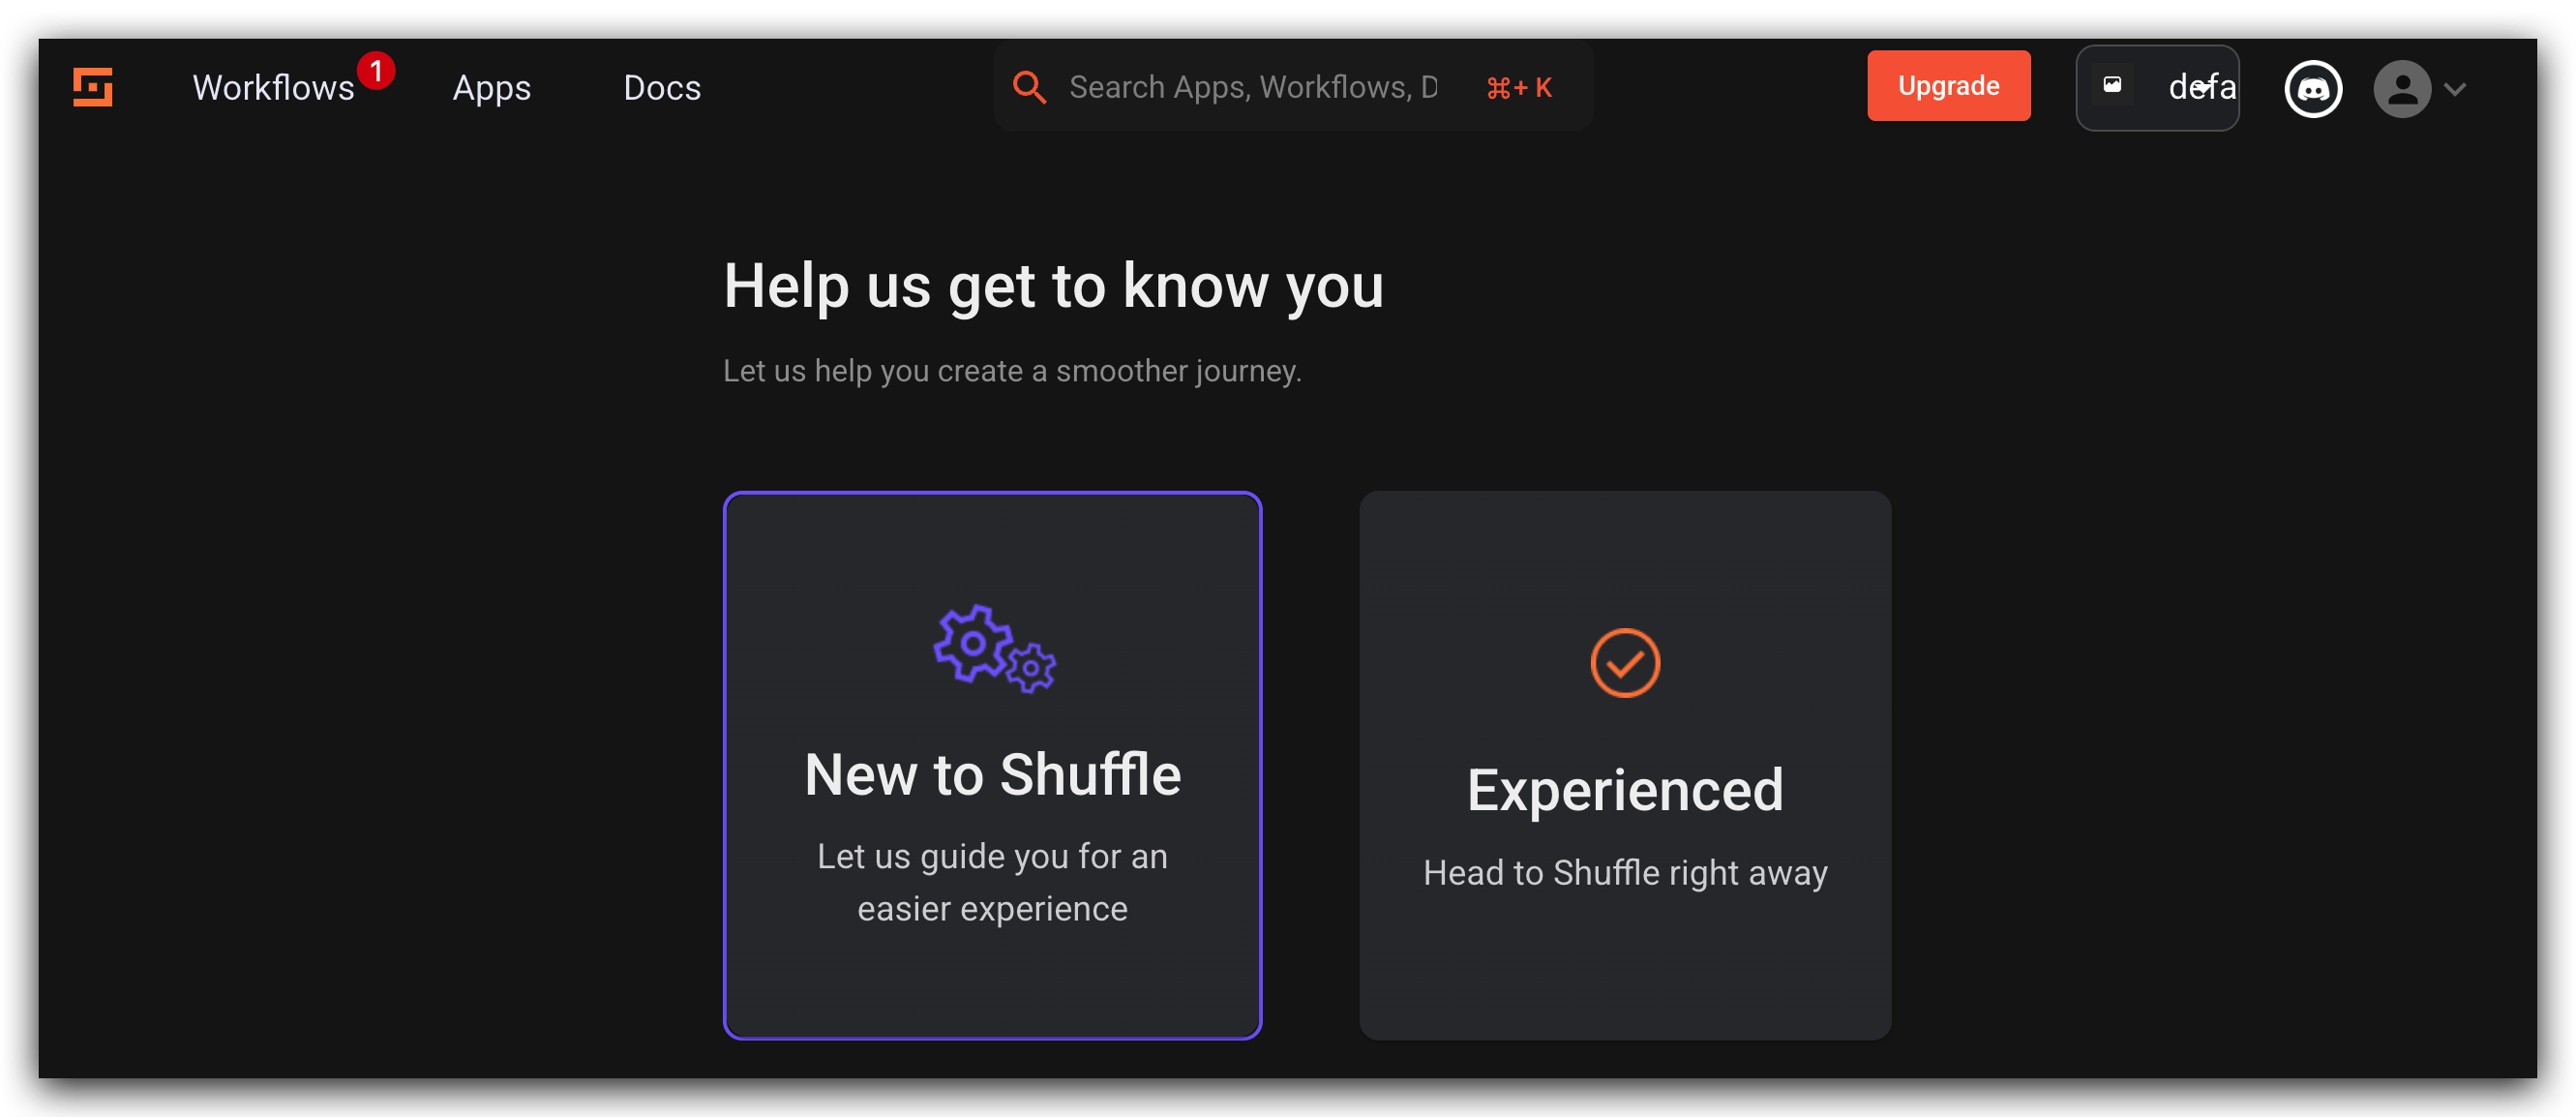 Workflows 1 Apps Docs Search Apps, Workflows, D ⌘+ K Upgrade defa
Help us get to know you
Let us help you create a smoother journey.
New to Shuffle
Let us guide you for an
easier experience
Experienced
Head to Shuffle right away